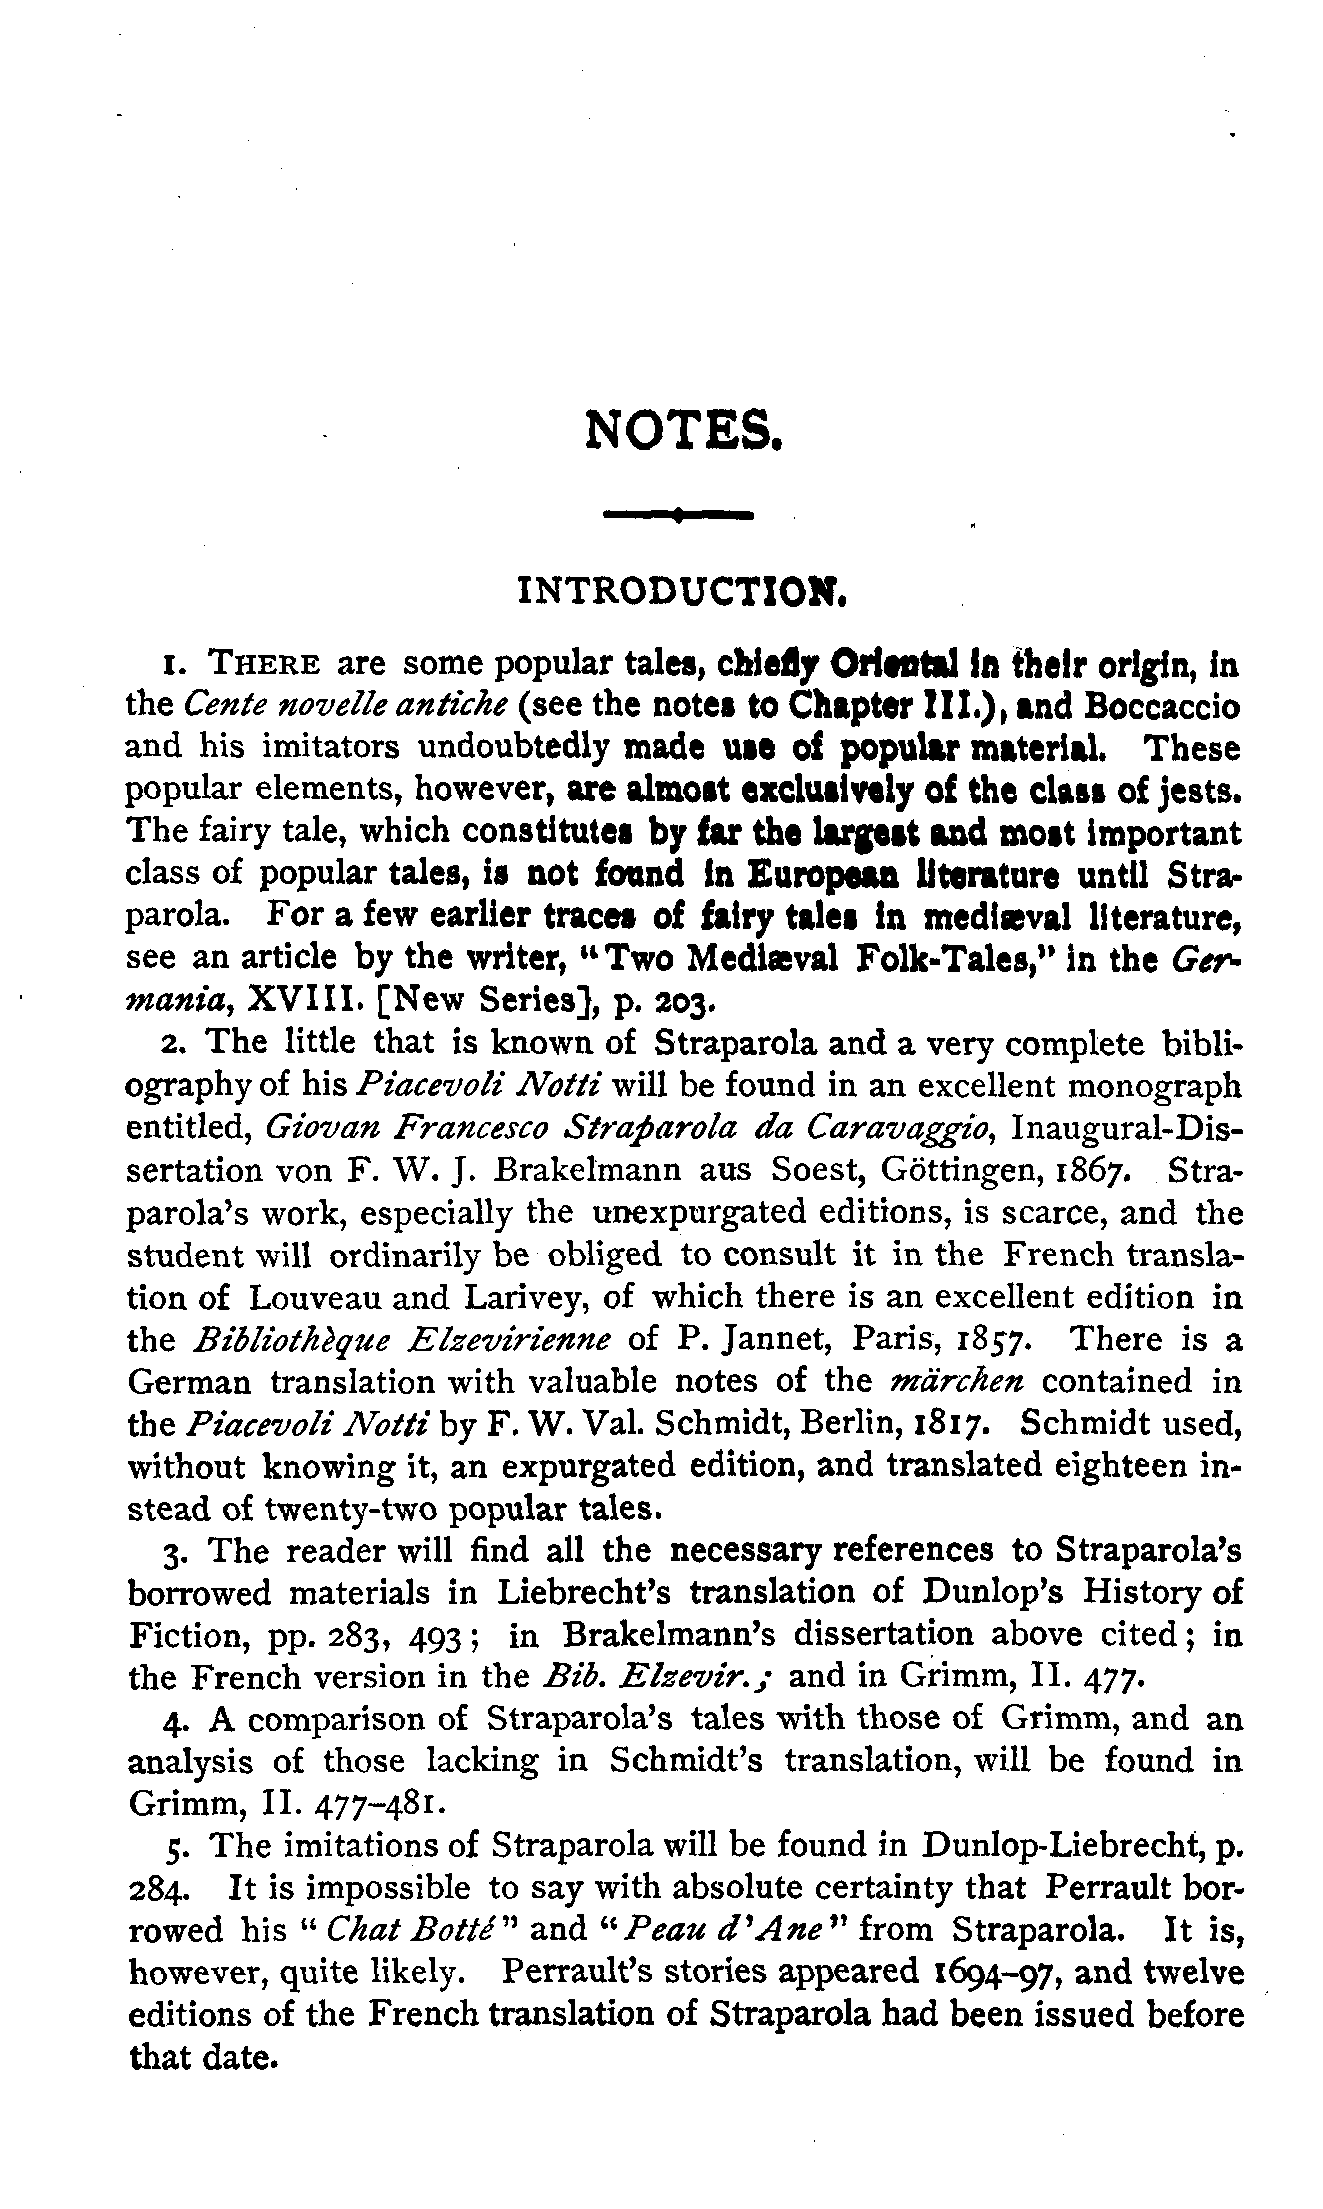 NOTES.
INTRODUCTION.
1. THERE are some popular tales, chiefly Oriental in their origin, in
the Cente novelle antiche (see the notes to Chapter III.), and Boccaccio
and his imitators undoubtedly made use of popular material. These
popular elements, however, are almost exclusively of the class of jests.
The fairy tale, which constitutes by far the largest and most important
class of popular tales, is not found in European literature until Stra-
parola. For a few earlier traces of fairy tales in mediæval literature,
see an article by the writer, "Two Mediæval Folk-Tales," in the Ger-
mania, XVIII. [New Series], p. 203.
2. The little that is known of Straparola and a very complete bibli-
ography of his Piacevoli Notti will be found in an excellent monograph
entitled, Giovan Francesco Straparola da Caravaggio, Inaugural-Dis-
sertation von F. W. J. Brakelmann aus Soest, Göttingen, 1867. Stra-
parola's work, especially the unexpurgated editions, is scarce, and the
student will ordinarily be obliged to consult it in the French transla-
tion of Louveau and Larivey, of which there is an excellent edition in
the Bibliothèque Elzevirienne of P. Jannet, Paris, 1857. There is a
German translation with valuable notes of the märchen contained in
the Piacevoli Notti by F. W. Val. Schmidt, Berlin, 1817. Schmidt used,
without knowing it, an expurgated edition, and translated eighteen in-
stead of twenty-two popular tales.
3. The reader will find all the necessary references to Straparola's
borrowed materials in Liebrecht's translation of Dunlop's History of
Fiction, pp. 283, 493; in Brakelmann's dissertation above cited; in
the French version in the Bib. Elzevir.; and in Grimm, II. 477.
4. A comparison of Straparola's tales with those of Grimm, and an
analysis of those lacking in Schmidt's translation, will be found in
Grimm, II. 477–481.
5. The imitations of Straparola will be found in Dunlop-Liebrecht, p.
284. It is impossible to say with absolute certainty that Perrault bor-
rowed his "Chat Botté" and "Peau d'Ane" from Straparola. It is,
however, quite likely. Perrault's stories appeared 1694–97, and twelve
editions of the French translation of Straparola had been issued before
that date.